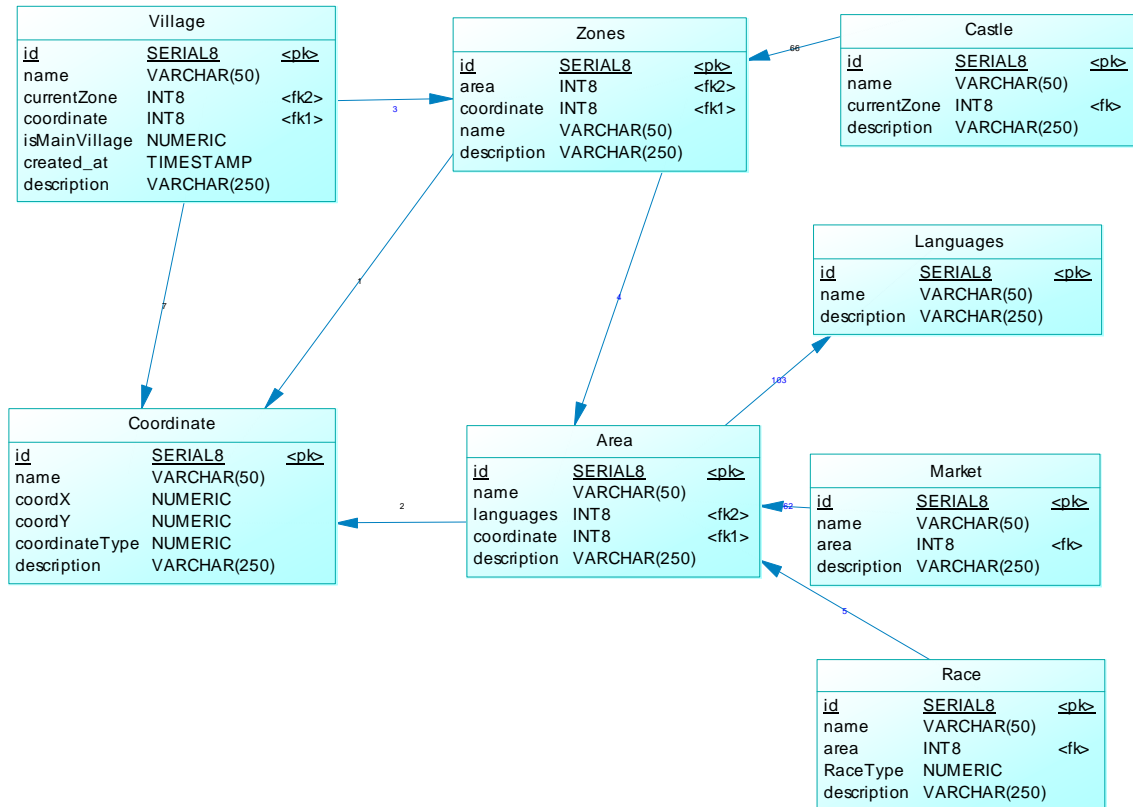 Village
id SERIAL8 <pk>
name VARCHAR(50)
currentZone INT8 <fk2>
coordinate INT8 <fk1>
isMainVillage NUMERIC
created_at TIMESTAMP
description VARCHAR(250)
Zones
id SERIAL8 <pk>
area INT8 <fk2>
coordinate INT8 <fk1>
name VARCHAR(50)
description VARCHAR(250)
Castle
id SERIAL8 <pk>
name VARCHAR(50)
currentZone INT8 <fk>
description VARCHAR(250)
66
3
7
1
4
Languages
id SERIAL8 <pk>
name VARCHAR(50)
description VARCHAR(250)
103
Coordinate
id SERIAL8 <pk>
name VARCHAR(50)
coordX NUMERIC
coordY NUMERIC
coordinateType NUMERIC
description VARCHAR(250)
2
Area
id SERIAL8 <pk>
name VARCHAR(50)
languages INT8 <fk2>
coordinate INT8 <fk1>
description VARCHAR(250)
62
Market
id SERIAL8 <pk>
name VARCHAR(50)
area INT8 <fk>
description VARCHAR(250)
5
Race
id SERIAL8 <pk>
name VARCHAR(50)
area INT8 <fk>
RaceType NUMERIC
description VARCHAR(250)